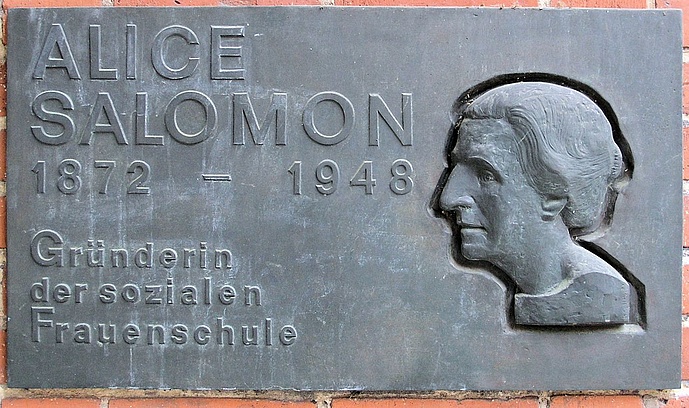 ALICE
SALOMON
1872 – 1948
Gründerin
der sozialen
Frauenschule